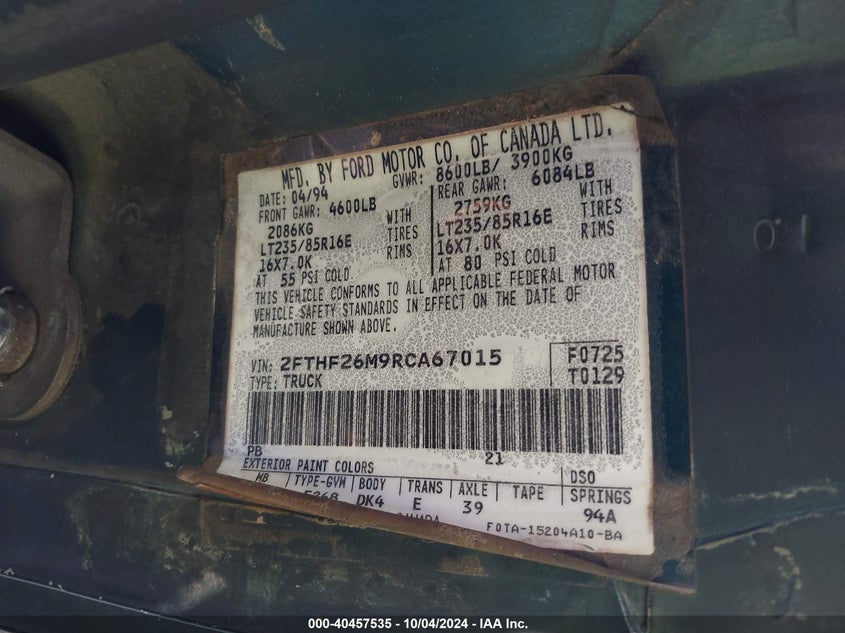 MFD. BY FORD MOTOR CO. OF CANADA LTD.
DATE: 04/94 GVWR: 8600LB/ 3900KG
FRONT GAWR: 4600LB REAR GAWR: 6084LB
2086KG WITH 2759KG WITH
LT235/85R16E TIRES LT235/85R16E TIRES
16X7.0K RIMS 16X7.0K RIMS
AT 55 PSI COLD AT 80 PSI COLD
THIS VEHICLE CONFORMS TO ALL APPLICABLE FEDERAL MOTOR
VEHICLE SAFETY STANDARDS IN EFFECT ON THE DATE OF
MANUFACTURE SHOWN ABOVE.
VIN: 2FTHF26M9RCA67015 F0725
TYPE: TRUCK T0129
PB 21
EXTERIOR PAINT COLORS DSO
WB TYPE-GVM BODY TRANS AXLE TAPE SPRINGS
DK4 E 39 94A
F0TA-15204A10-BA
01
000-40457535 - 10/04/2024 - IAA Inc.